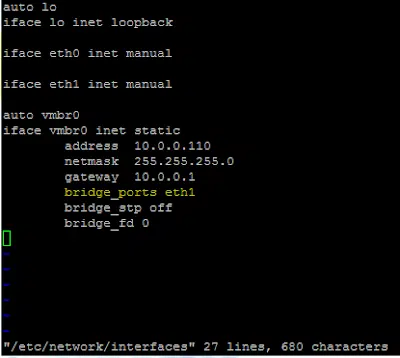 auto lo
iface lo inet loopback
iface eth0 inet manual
iface eth1 inet manual
auto vmbr0
iface vmbr0 inet static
address 10.0.0.110
netmask 255.255.255.0
gateway 10.0.0.1
bridge_ports eth1
bridge_stp off
bridge_fd 0
~
~
~
~
~
~
"/etc/network/interfaces" 27 lines, 680 characters